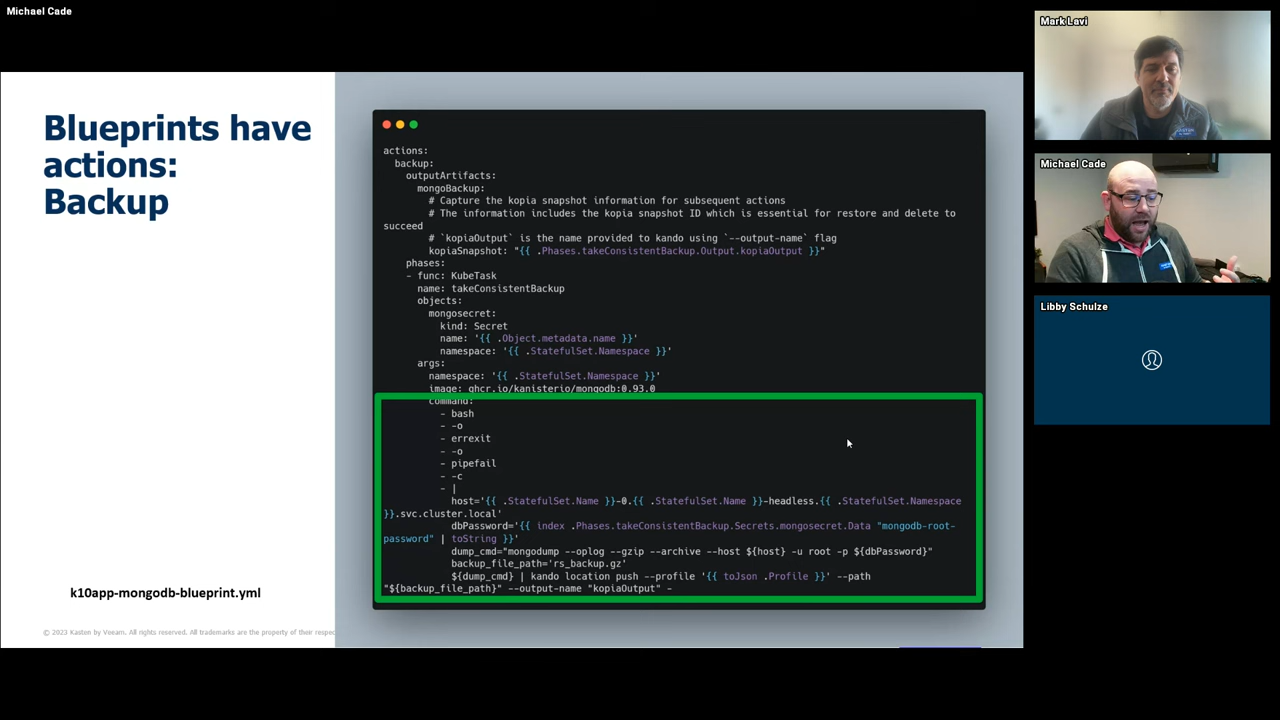 Michael Cade
Blueprints have
actions:
Backup
k10app-mongodb-blueprint.yml
© 2023 Kasten by Veeam. All rights reserved. All trademarks are the property of their respec
actions:
backup:
outputArtifacts:
mongoBackup:
# Capture the kopia snapshot information for subsequent actions
# The information includes the kopia snapshot ID which is essential for restore and delete to
succeed
# `kopiaOutput` is the name provided to kando using `--output-name` flag
kopiaSnapshot: "{{ .Phases.takeConsistentBackup.Output.kopiaOutput }}"
phases:
- func: KubeTask
name: takeConsistentBackup
objects:
mongosecret:
kind: Secret
name: '{{ .Object.metadata.name }}'
namespace: '{{ .StatefulSet.Namespace }}'
args:
namespace: '{{ .StatefulSet.Namespace }}'
image: ghcr.io/kanisterio/mongodb:0.93.0
command:
- bash
- -o
- errexit
- -o
- pipefail
- -c
- |
host='{{ .StatefulSet.Name }}-0.{{ .StatefulSet.Name }}-headless.{{ .StatefulSet.Namespace
}}.svc.cluster.local'
dbPassword='{{ index .Phases.takeConsistentBackup.Secrets.mongosecret.Data "mongodb-root-
password" | toString }}'
dump_cmd="mongodump --oplog --gzip --archive --host ${host} -u root -p ${dbPassword}"
backup_file_path='rs_backup.gz'
${dump_cmd} | kando location push --profile '{{ toJson .Profile }}' --path
"${backup_file_path}" --output-name "kopiaOutput" -
Mark Lavi
Michael Cade
Libby Schulze